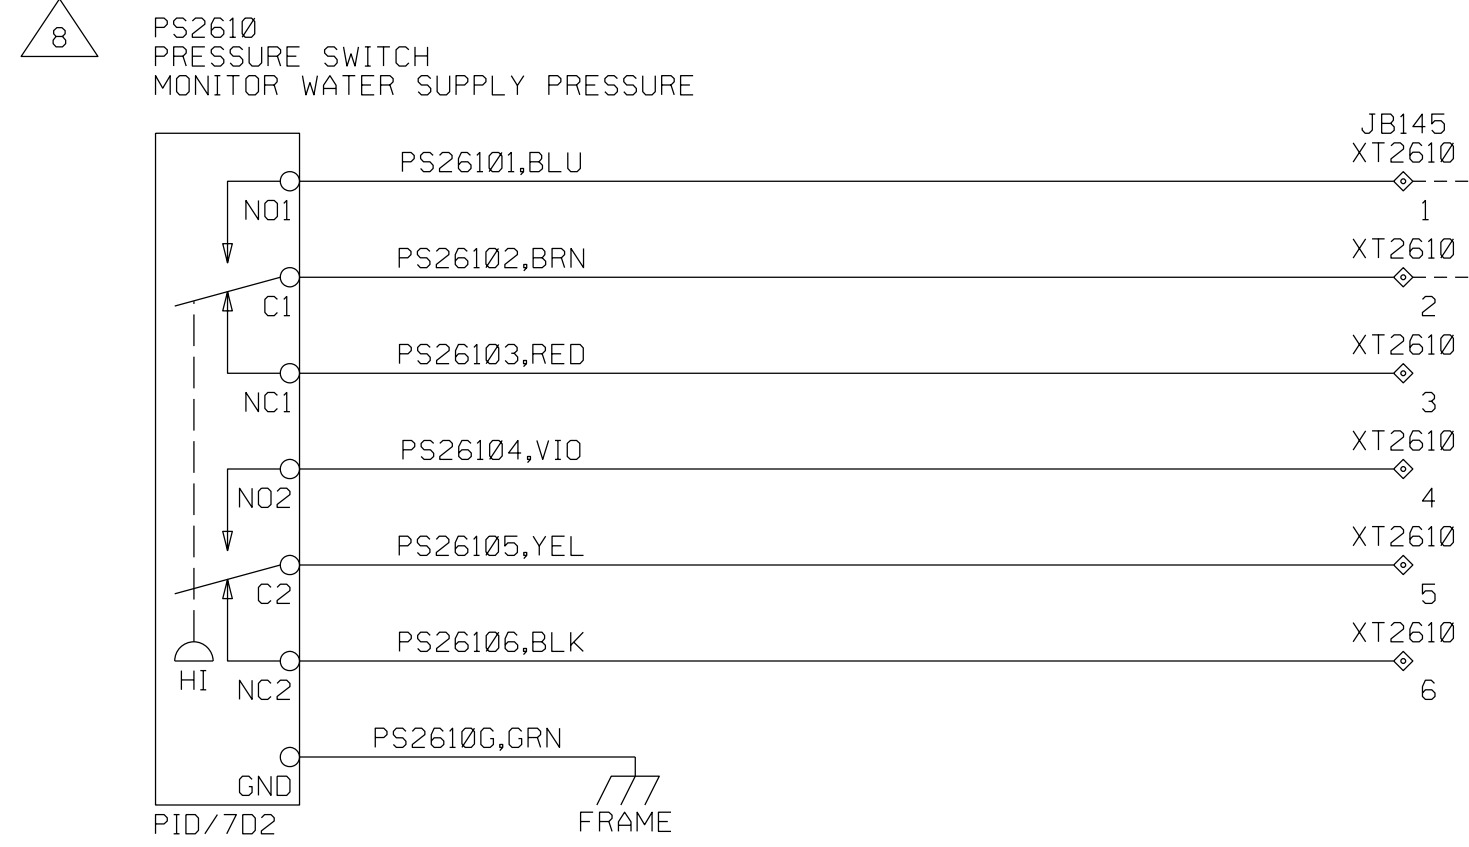 8
PS2610
PRESSURE SWITCH
MONITOR WATER SUPPLY PRESSURE
JB145
PS26101,BLU
XT2610
NO1
1
PS26102,BRN
XT2610
C1
2
PS26103,RED
XT2610
NC1
3
PS26104,VIO
XT2610
NO2
4
PS26105,YEL
XT2610
C2
5
PS26106,BLK
XT2610
HI
NC2
6
PS2610G,GRN
GND
FRAME
PID/7D2